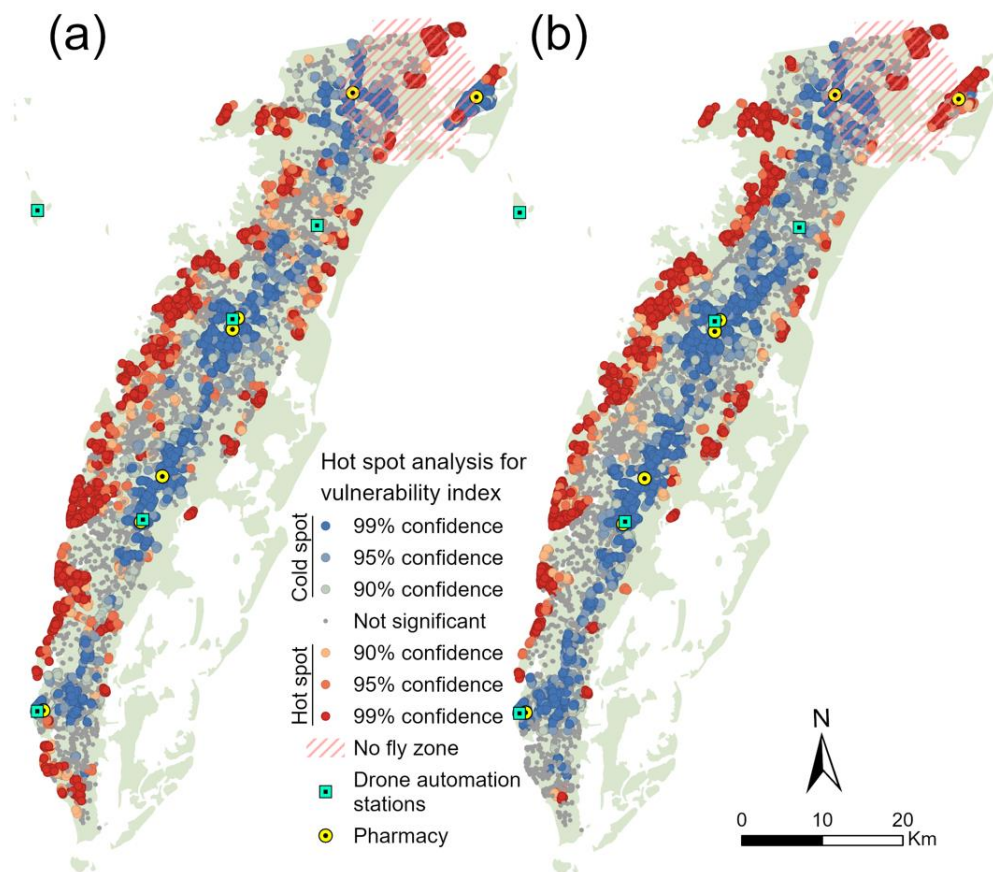 (a)
(b)
Hot spot analysis for
vulnerability index
Cold spot
99% confidence
95% confidence
90% confidence
Not significant
Hot spot
90% confidence
95% confidence
99% confidence
No fly zone
Drone automation
stations
Pharmacy
N
0 10 20
Km